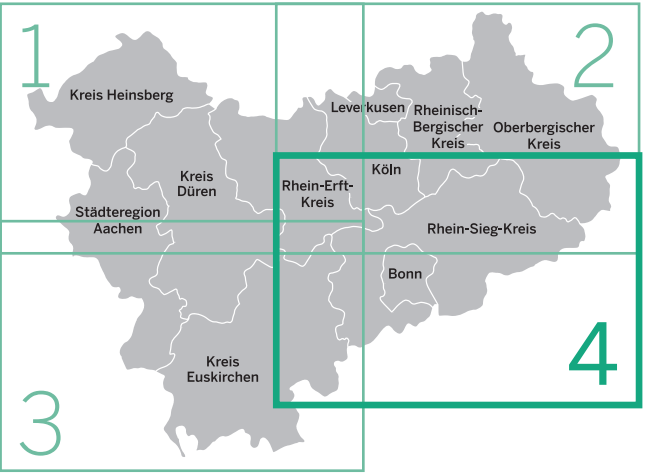 1
2
Kreis Heinsberg
Leverkusen
Rheinisch-
Bergischer
Kreis
Oberbergischer
Kreis
Kreis
Düren
Rhein-Erft-
Kreis
Köln
Städteregion
Aachen
Rhein-Sieg-Kreis
Bonn
Kreis
Euskirchen
3
4